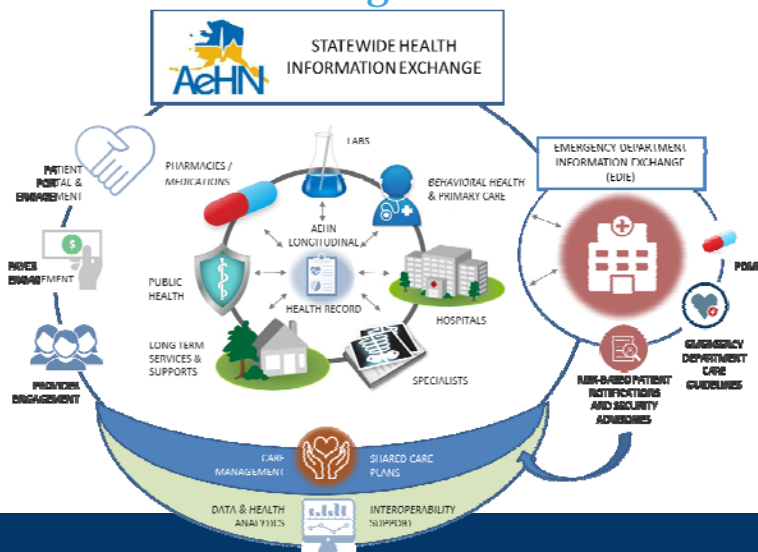 AeHN
STATEWIDE HEALTH
INFORMATION EXCHANGE
LABS
PHARMACIES /
MEDICATIONS
BEHAVIORAL HEALTH
& PRIMARY CARE
AEHN
LONGITUDINAL
HEALTH RECORD
PUBLIC
HEALTH
HOSPITALS
LONG TERM
SERVICES &
SUPPORTS
SPECIALISTS
PATIENT
PORTAL &
ENGAGEMENT
PAYER
ENGAGEMENT
PROVIDER
ENGAGEMENT
EMERGENCY DEPARTMENT
INFORMATION EXCHANGE
(EDIE)
EMERGENCY
DEPARTMENT
CARE
GUIDELINES
RISK-BASED PATIENT
NOTIFICATIONS
AND SECURITY
ADVISORIES
CARE
MANAGEMENT
SHARED CARE
PLANS
DATA & HEALTH
ANALYTICS
INTEROPERABILITY
SUPPORT